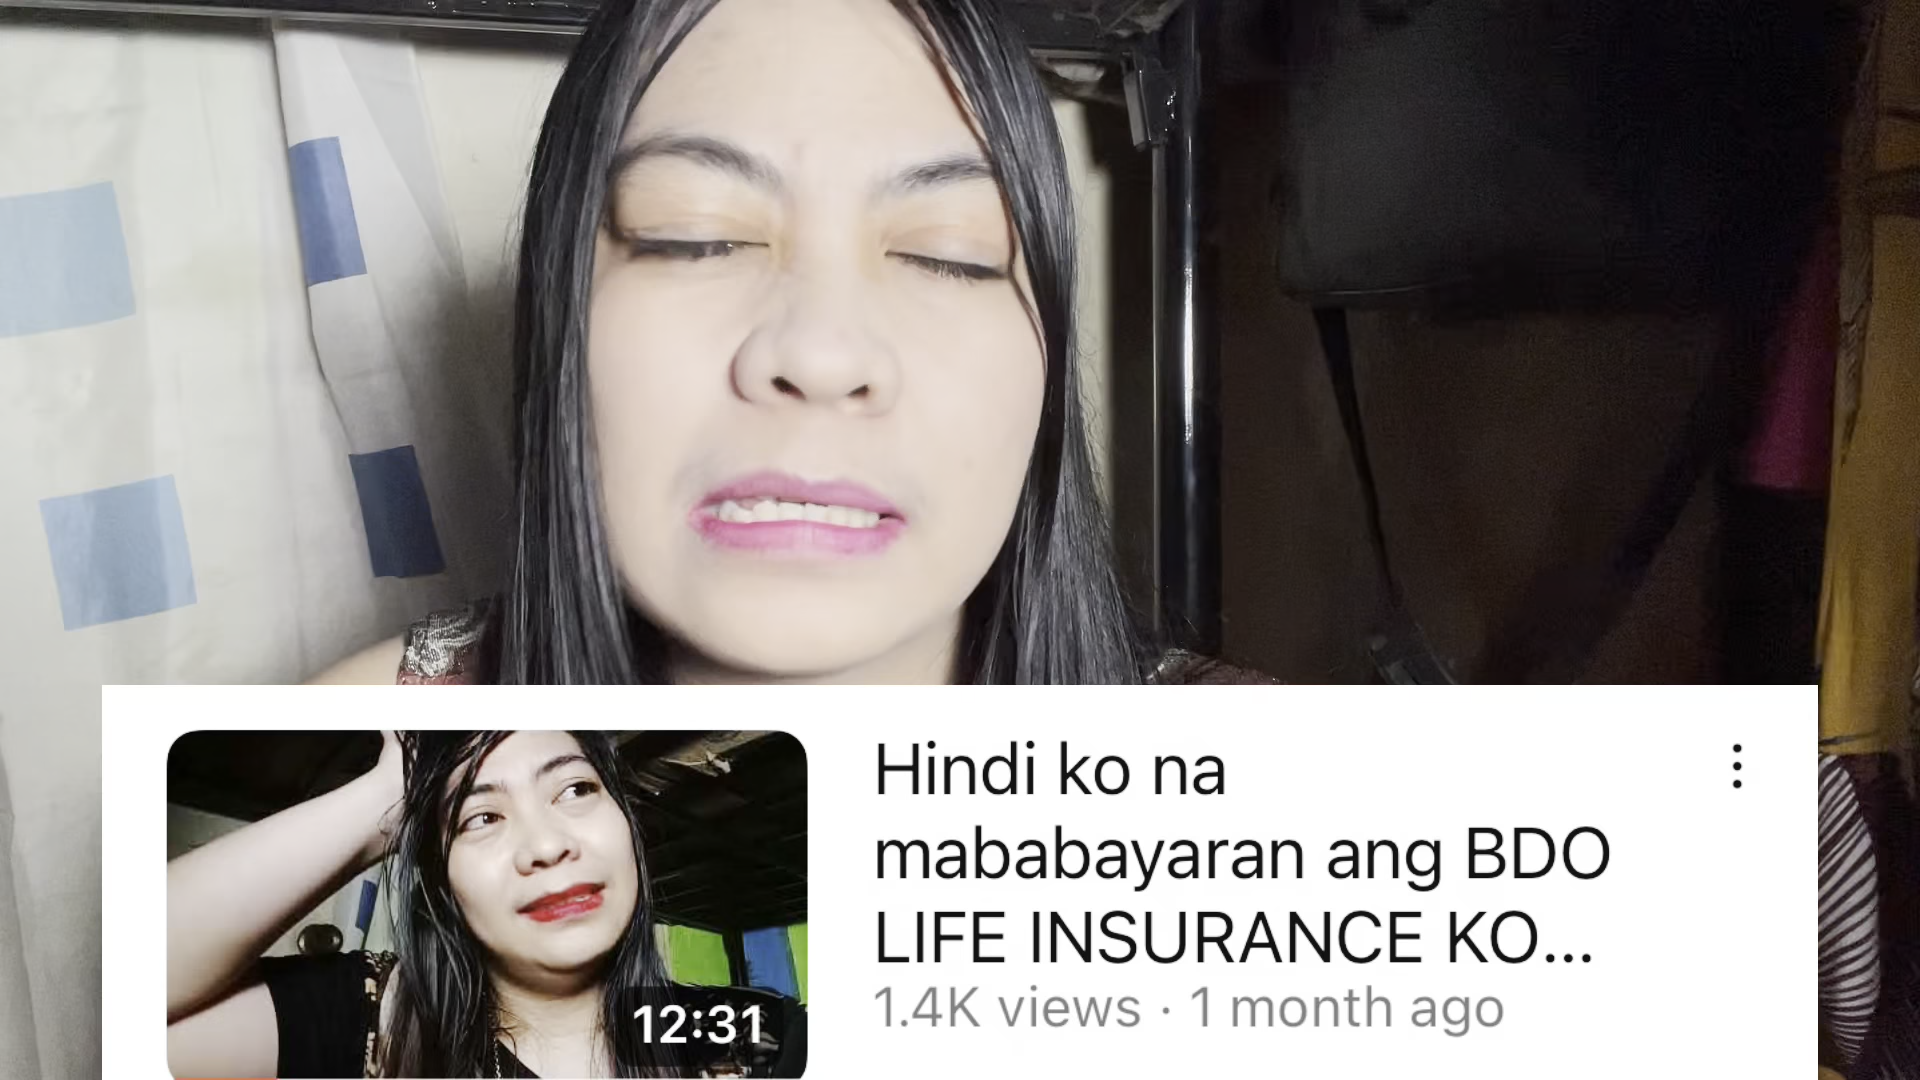 Hindi ko na
mababayaran ang BDO
LIFE INSURANCE KO...
1.4K views · 1 month ago
12:31